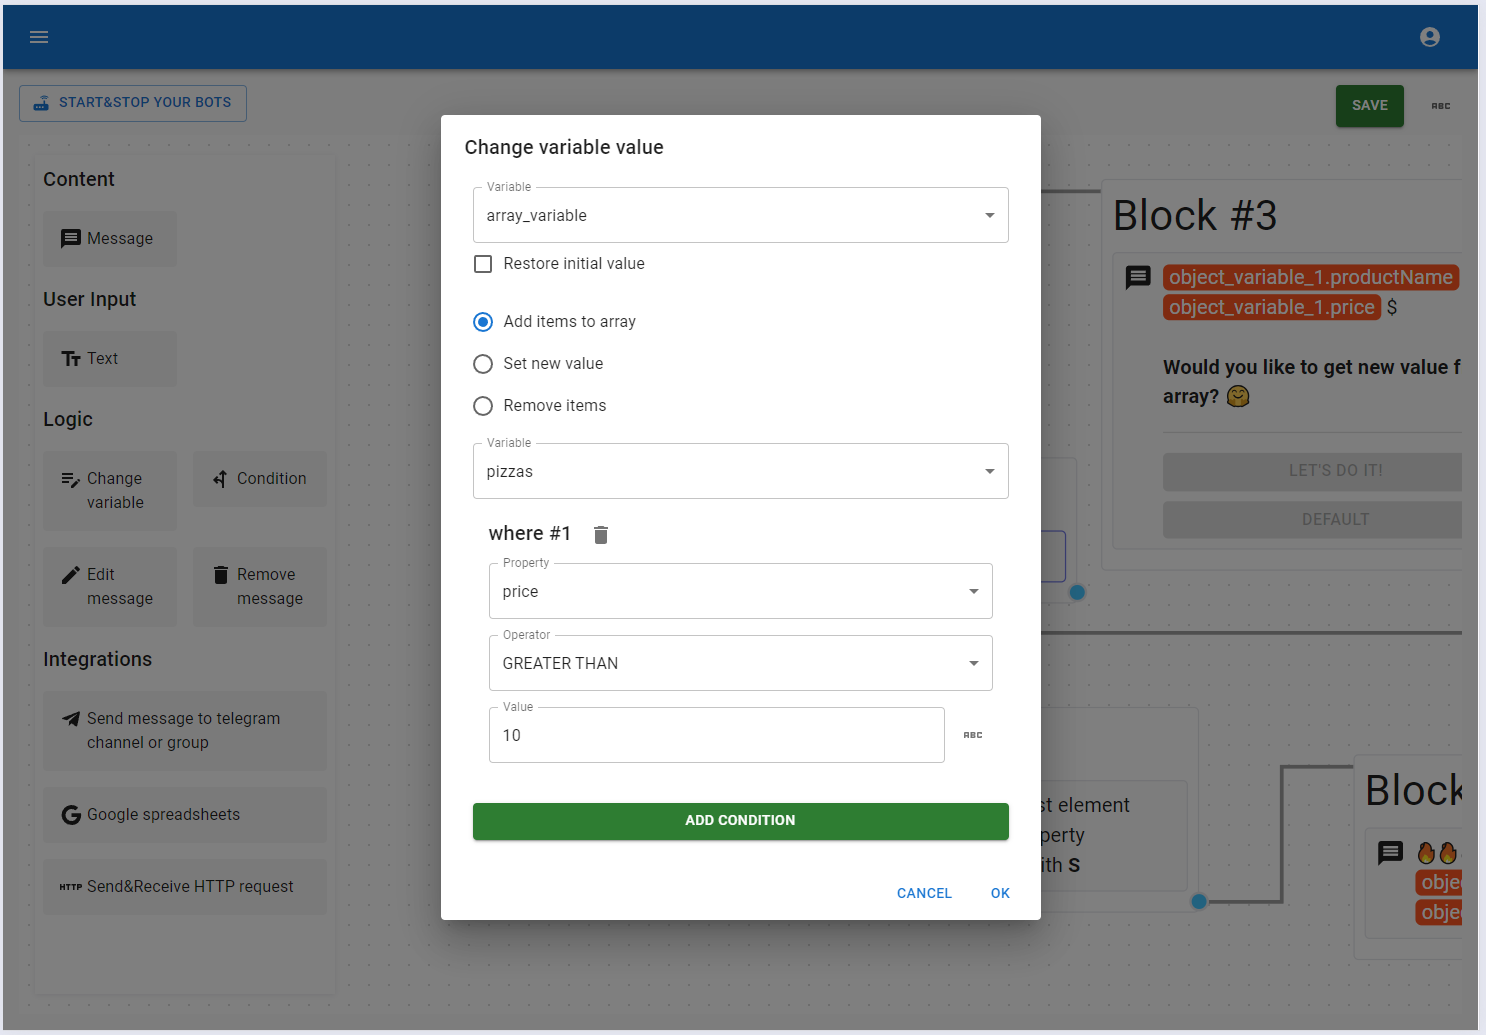 START&STOP YOUR BOTS
SAVE
ABC
Content
Message
User Input
Text
Logic
Change
variable
Condition
Edit
message
Remove
message
Integrations
Send message to telegram
channel or group
Google spreadsheets
HTTP Send&Receive HTTP request
Change variable value
Variable
array_variable
Restore initial value
Add items to array
Set new value
Remove items
Variable
pizzas
where #1
Property
price
Operator
GREATER THAN
Value
10
ABC
ADD CONDITION
CANCEL
OK
Block #3
object_variable_1.productName
object_variable_1.price $
Would you like to get new value f
array? 🤗
LET'S DO IT!
DEFAULT
st element
perty
ith S
Block
🔥🔥
obje
obje